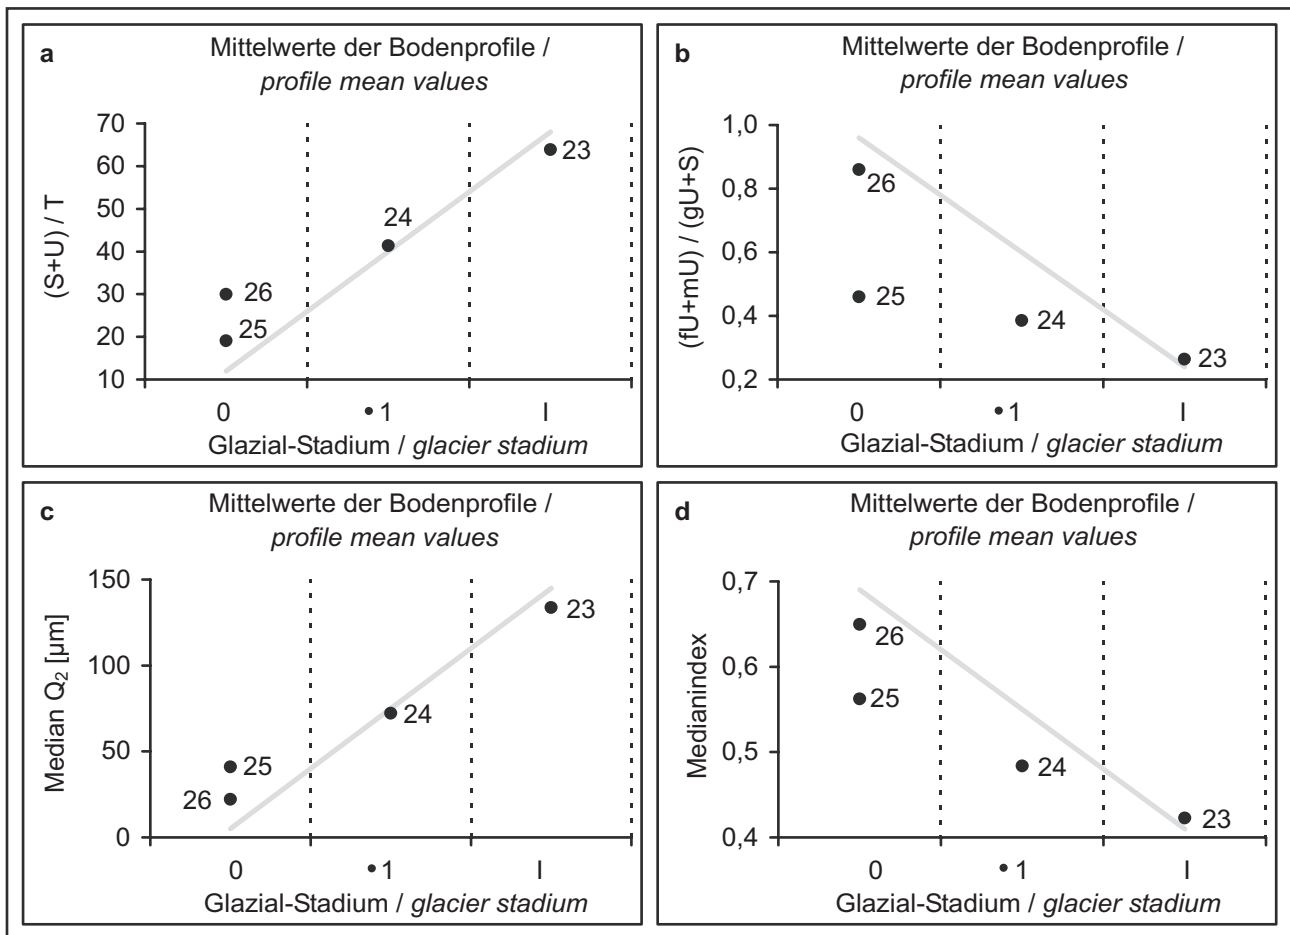 a
Mittelwerte der Bodenprofile /
profile mean values
(S+U) / T
70
60
50
40
30
20
10
23
24
26
25
0
•1
I
Glazial-Stadium / glacier stadium
b
Mittelwerte der Bodenprofile /
profile mean values
(fU+mU) / (gU+S)
1,0
0,8
0,6
0,4
0,2
26
25
24
23
0
•1
I
Glazial-Stadium / glacier stadium
c
Mittelwerte der Bodenprofile /
profile mean values
Median Q₂ [µm]
150
100
50
0
23
24
25
26
0
•1
I
Glazial-Stadium / glacier stadium
d
Mittelwerte der Bodenprofile /
profile mean values
Medianindex
0,7
0,6
0,5
0,4
26
25
24
23
0
•1
I
Glazial-Stadium / glacier stadium